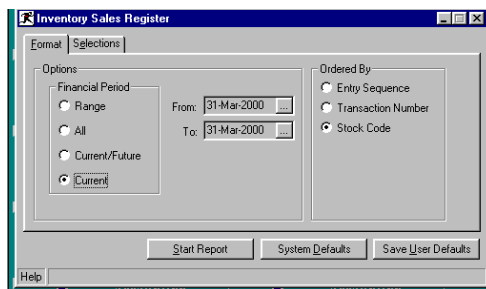 Inventory Sales Register
Format Selections
Options
Financial Period
Range
All
Current/Future
Current
From: 31-Mar-2000 ...
To: 31-Mar-2000 ...
Ordered By
Entry Sequence
Transaction Number
Stock Code
Start Report System Defaults Save User Defaults
Help